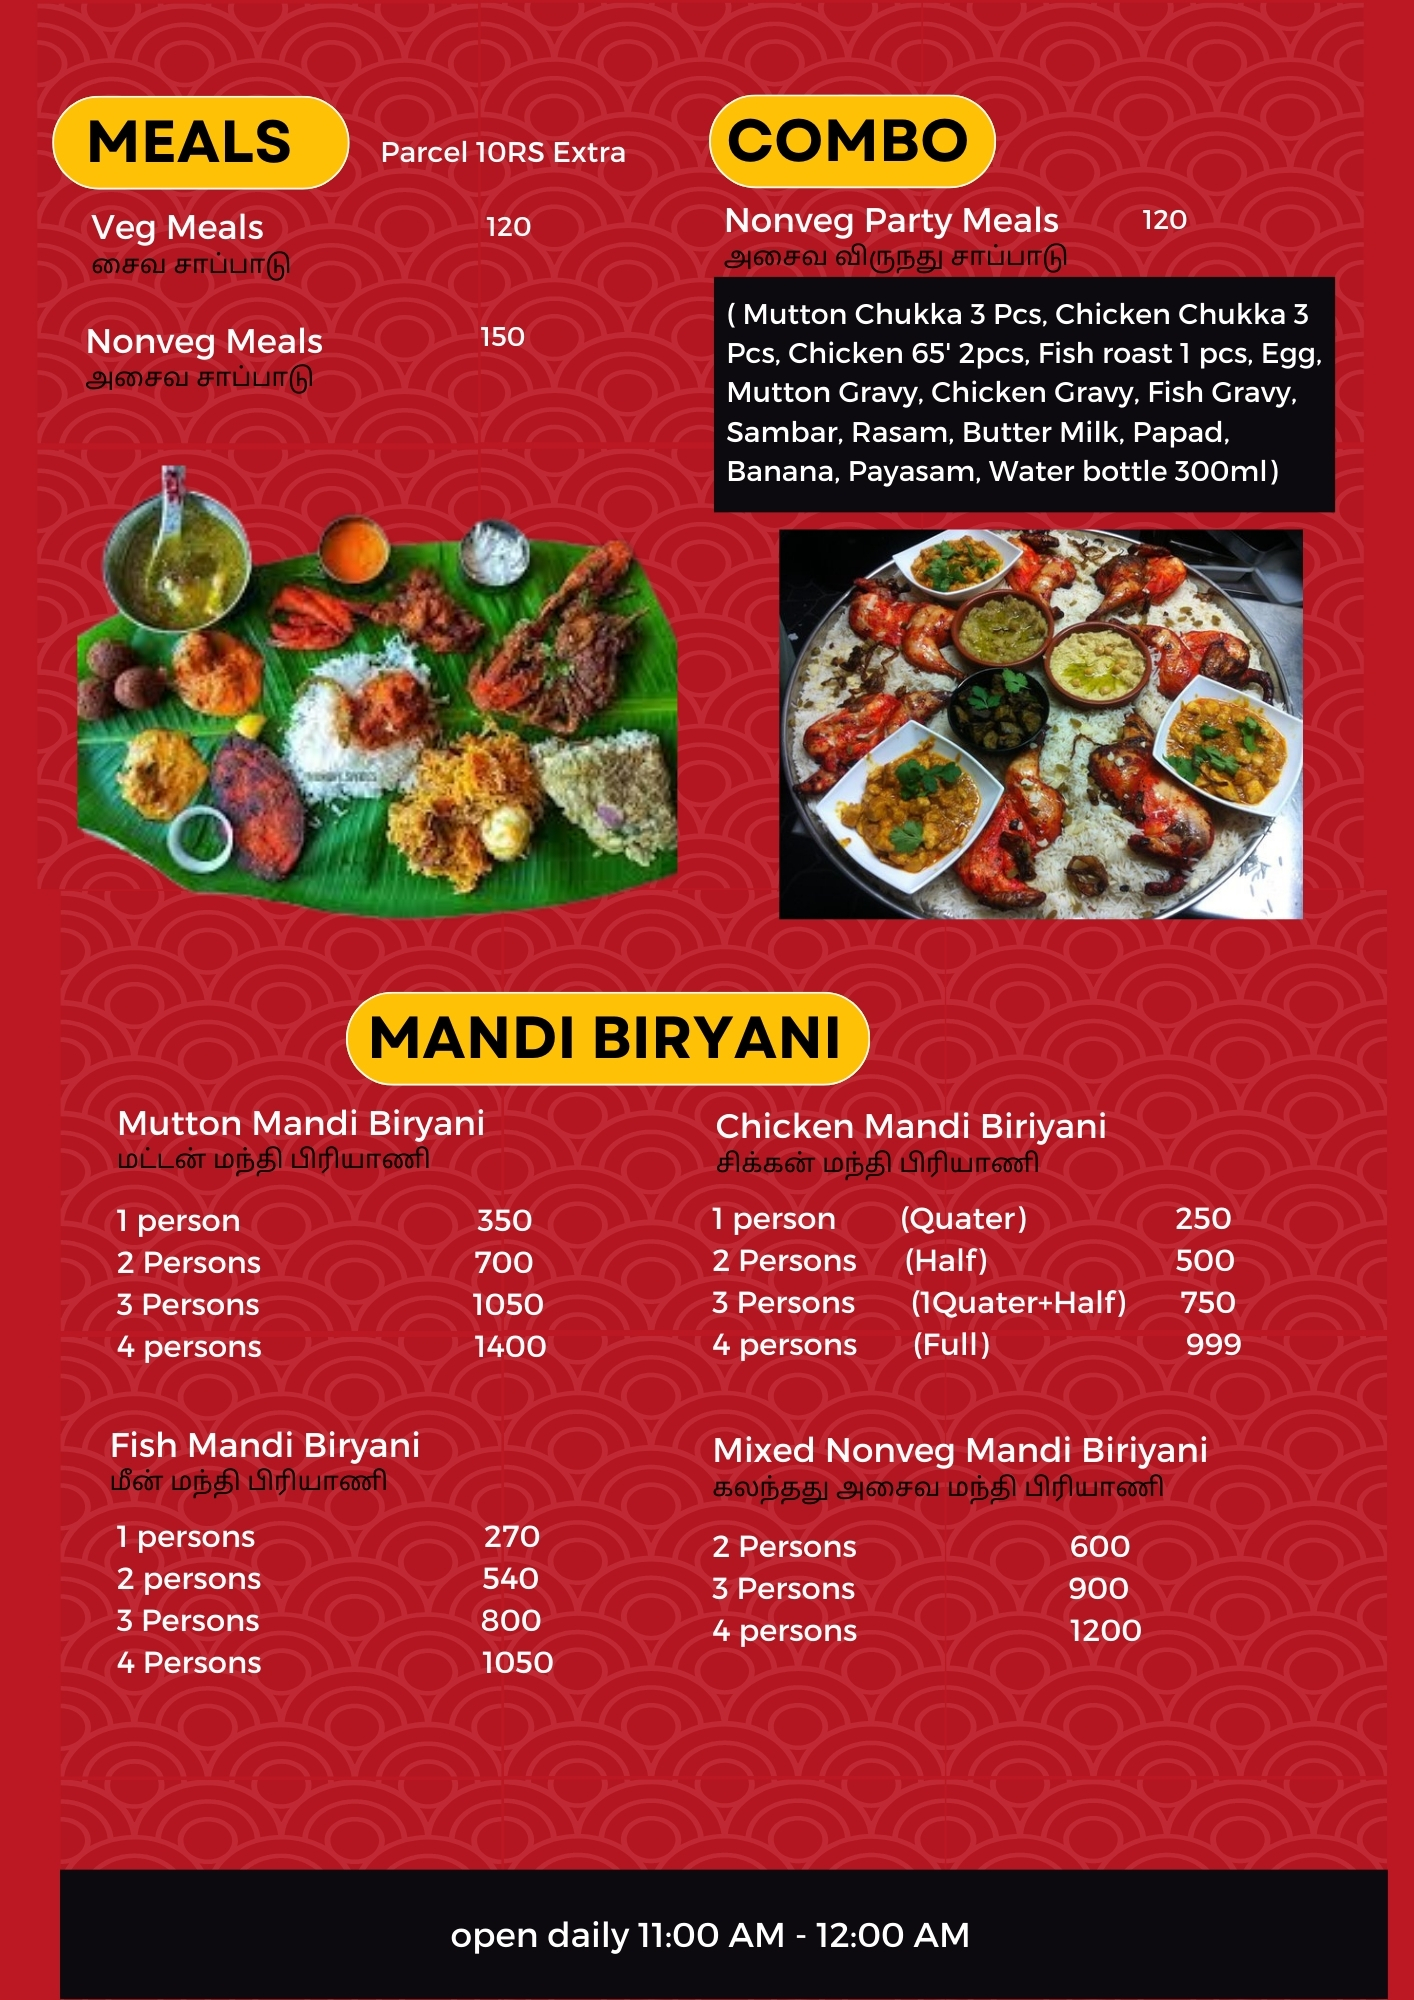 MEALS
Parcel 10RS Extra
Veg Meals 120
சைவ சாப்பாடு
Nonveg Meals 150
அசைவ சாப்பாடு
COMBO
Nonveg Party Meals 120
அசைவ விருநது சாப்பாடு
( Mutton Chukka 3 Pcs, Chicken Chukka 3
Pcs, Chicken 65' 2pcs, Fish roast 1 pcs, Egg,
Mutton Gravy, Chicken Gravy, Fish Gravy,
Sambar, Rasam, Butter Milk, Papad,
Banana, Payasam, Water bottle 300ml)
MANDI BIRYANI
Mutton Mandi Biryani
மட்டன் மந்தி பிரியாணி
1 person 350
2 Persons 700
3 Persons 1050
4 persons 1400
Chicken Mandi Biriyani
சிக்கன் மந்தி பிரியாணி
1 person (Quater) 250
2 Persons (Half) 500
3 Persons (1Quater+Half) 750
4 persons (Full) 999
Fish Mandi Biryani
மீன் மந்தி பிரியாணி
1 persons 270
2 persons 540
3 Persons 800
4 Persons 1050
Mixed Nonveg Mandi Biriyani
கலந்தது அசைவ மந்தி பிரியாணி
2 Persons 600
3 Persons 900
4 persons 1200
open daily 11:00 AM - 12:00 AM